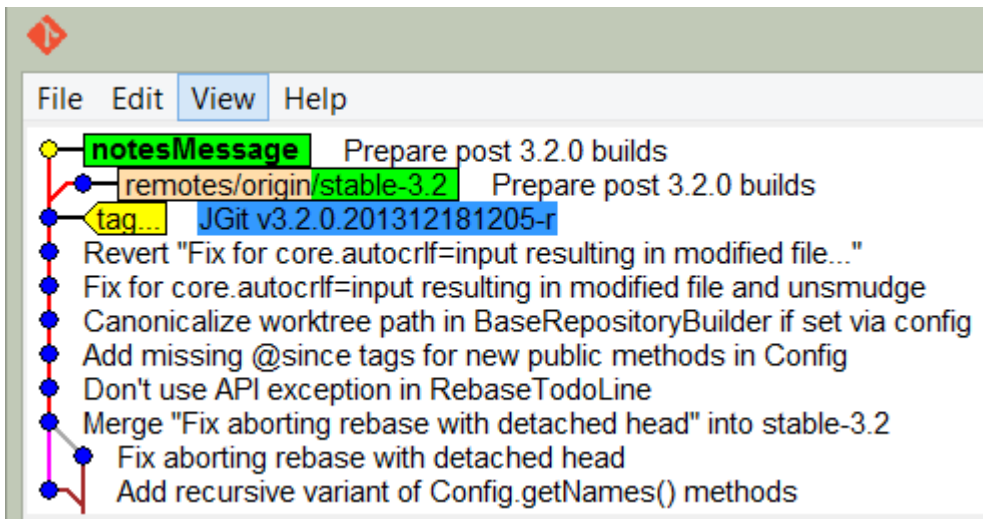 File Edit View Help
notesMessage Prepare post 3.2.0 builds
remotes/origin/stable-3.2 Prepare post 3.2.0 builds
tag... JGit v3.2.0.201312181205-r
Revert "Fix for core.autocrlf=input resulting in modified file..."
Fix for core.autocrlf=input resulting in modified file and unsmudge
Canonicalize worktree path in BaseRepositoryBuilder if set via config
Add missing @since tags for new public methods in Config
Don't use API exception in RebaseTodoLine
Merge "Fix aborting rebase with detached head" into stable-3.2
Fix aborting rebase with detached head
Add recursive variant of Config.getNames() methods